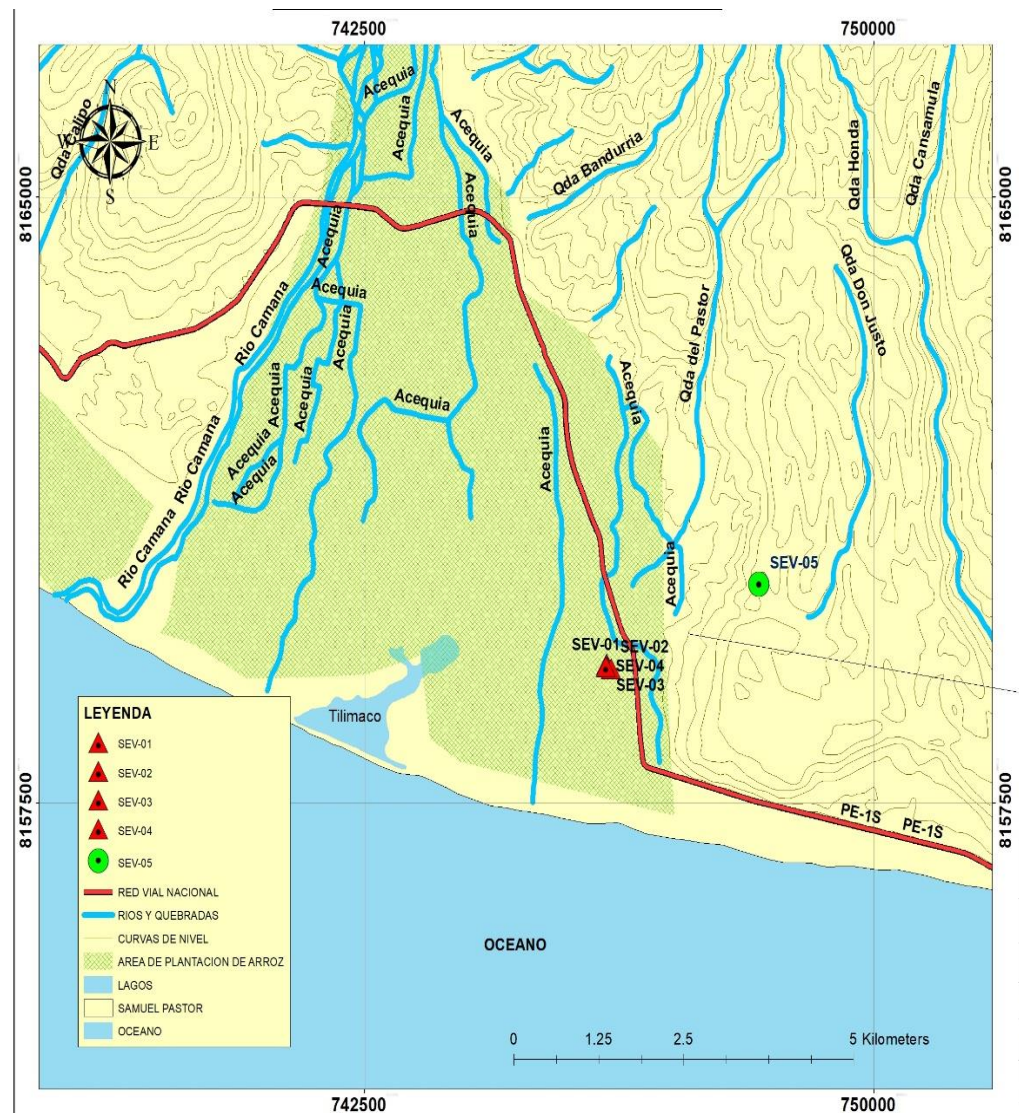 742500
750000
N
W
E
S
Qda Calipo
Acequia
Acequia
Acequia
Acequia
Acequia
Qda Bandurria
Qda Honda
Qda Cansamula
8165000
8165000
Acequia
Acequia
Rio Camana
Acequia
Acequia
Acequia
Acequia
Acequia
Acequia
Acequia
Acequia
Acequia
Qda del Pastor
Qda Don Justo
Rio Camana
Rio Camana
Acequia
SEV-05
SEV-01
SEV-02
SEV-04
SEV-03
Tilimaco
LEYENDA
SEV-01
SEV-02
SEV-03
SEV-04
SEV-05
RED VIAL NACIONAL
RIOS Y QUEBRADAS
CURVAS DE NIVEL
AREA DE PLANTACION DE ARROZ
LAGOS
SAMUEL PASTOR
OCEANO
8157500
8157500
PE-1S
PE-1S
OCEANO
0 1.25 2.5 5 Kilometers
742500
750000